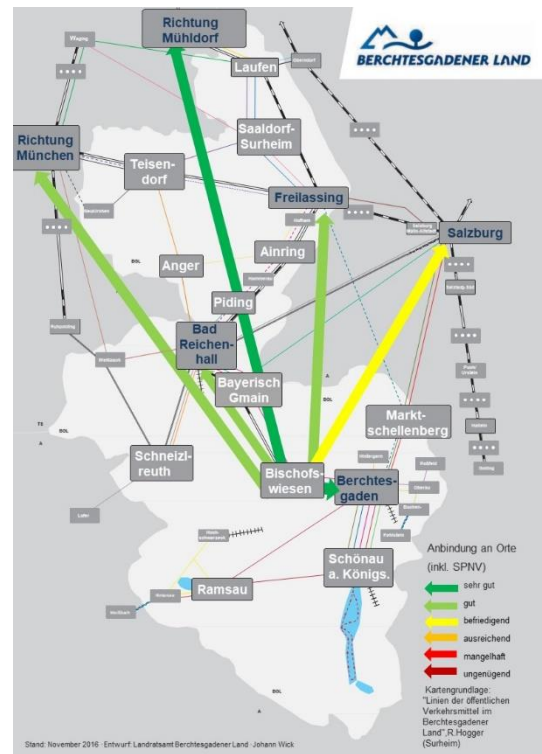 Richtung
Mühldorf
BERCHTESGADENER LAND
Waging
Laufen
Oberndorf
Saaldorf-
Surheim
Richtung
München
Teisen-
dorf
Freilassing
Salzburg
Anger
Ainring
Piding
Bad
Reichen-
hall
Bayerisch
Gmain
Markt-
schellenberg
Schneizl-
reuth
Bischofs-
wiesen
Berchtes-
gaden
Schönau
a. Königs.
Ramsau
Anbindung an Orte
(inkl. SPNV)
sehr gut
gut
befriedigend
ausreichend
mangelhaft
ungenügend
Kartengrundlage:
"Linien der öffentlichen
Verkehrsmittel im
Berchtesgadener
Land",R.Hogger
(Surheim)
Stand: November 2016 · Entwurf: Landratsamt Berchtesgadener Land · Johann Wick